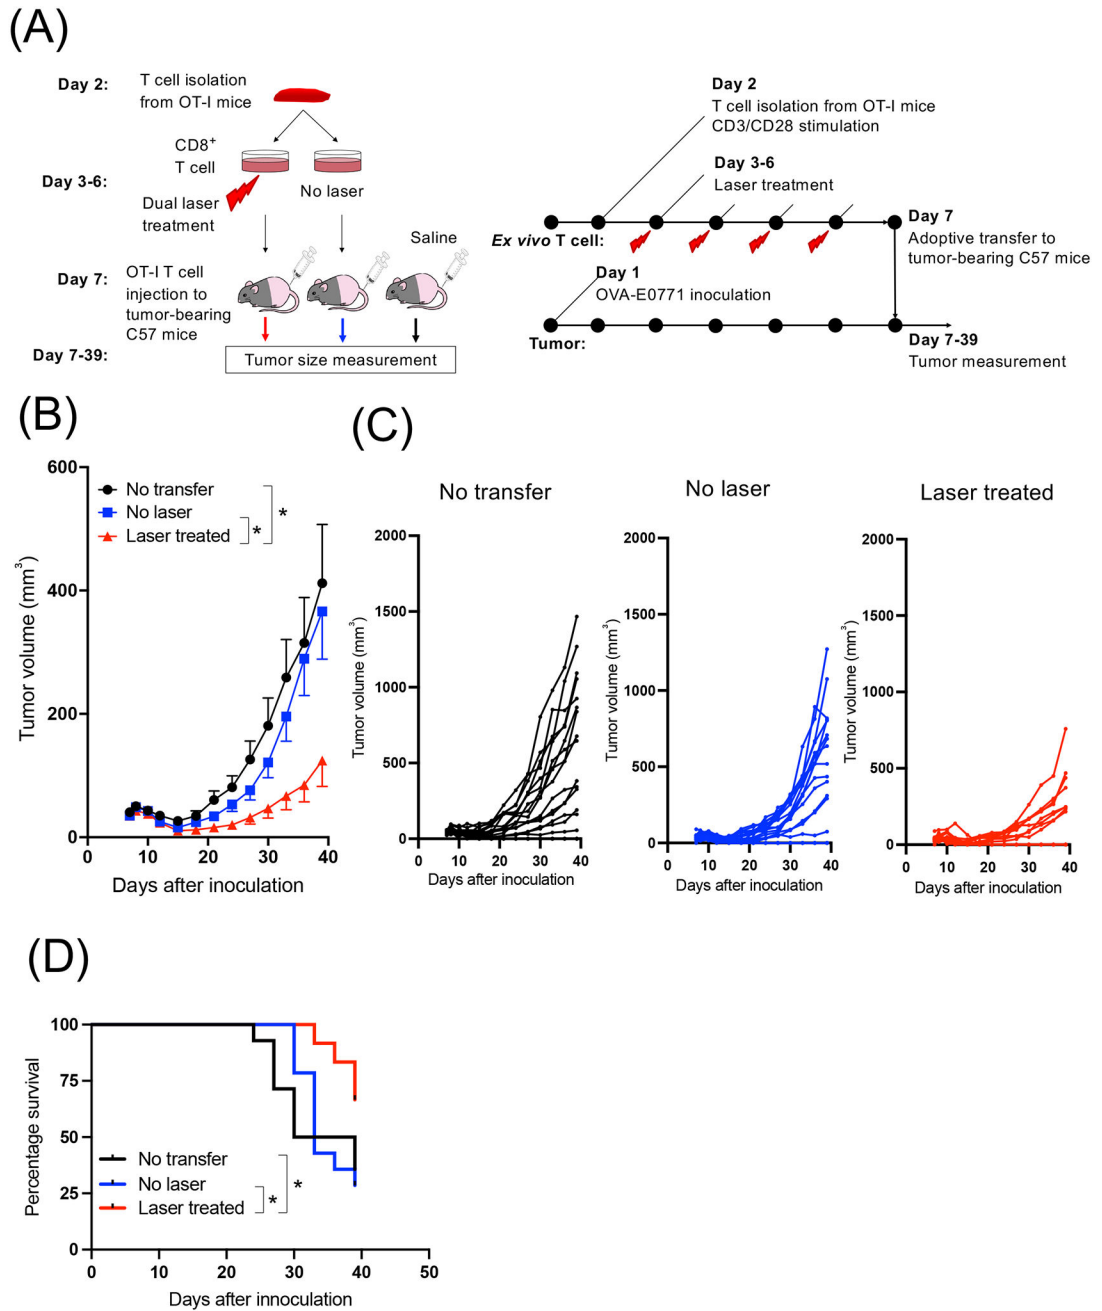 (A)
Day 2:
T cell isolation
from OT-I mice
CD8+
T cell
Day 3-6:
Dual laser
treatment
No laser
Saline
Day 7:
OT-I T cell
injection to
tumor-bearing
C57 mice
Day 7-39:
Tumor size measurement
Day 2
T cell isolation from OT-I mice
CD3/CD28 stimulation
Day 3-6
Laser treatment
Ex vivo T cell:
Day 7
Adoptive transfer to
tumor-bearing C57 mice
Day 1
OVA-E0771 inoculation
Tumor:
Day 7-39
Tumor measurement
(B)
600
400
200
0
0 10 20 30 40
Tumor volume (mm3)
Days after inoculation
No transfer
No laser
Laser treated
*
*
(C)
No transfer
2000
1500
1000
500
0
0 10 20 30 40
Tumor volume (mm3)
Days after inoculation
No laser
2000
1500
1000
500
0
0 10 20 30 40
Tumor volume (mm3)
Days after inoculation
Laser treated
2000
1500
1000
500
0
0 10 20 30 40
Tumor volume (mm3)
Days after inoculation
(D)
100
75
50
25
0
0 10 20 30 40 50
Percentage survival
Days after innoculation
No transfer
No laser
Laser treated
*
*